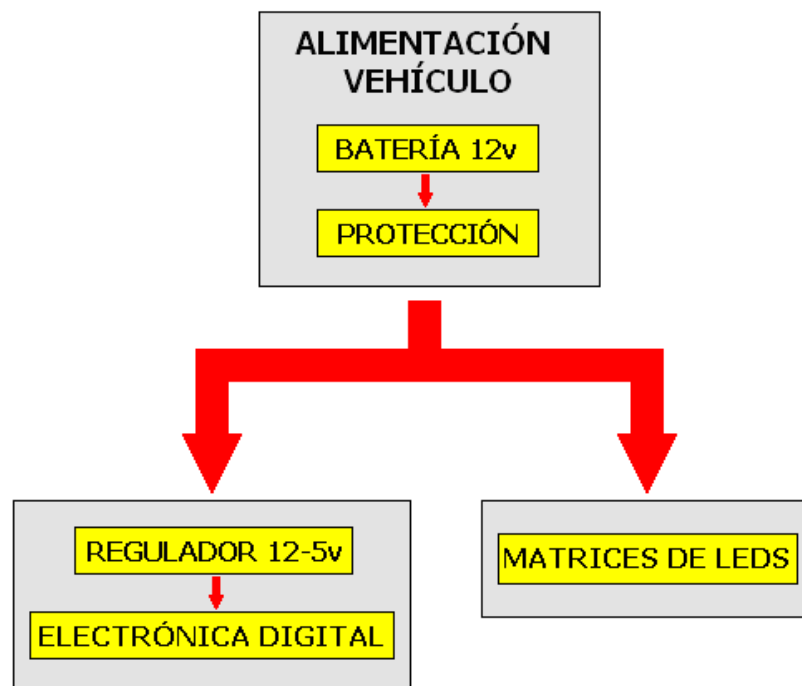 ALIMENTACIÓN
VEHÍCULO
BATERÍA 12v
PROTECCIÓN
REGULADOR 12-5v
ELECTRÓNICA DIGITAL
MATRICES DE LEDS